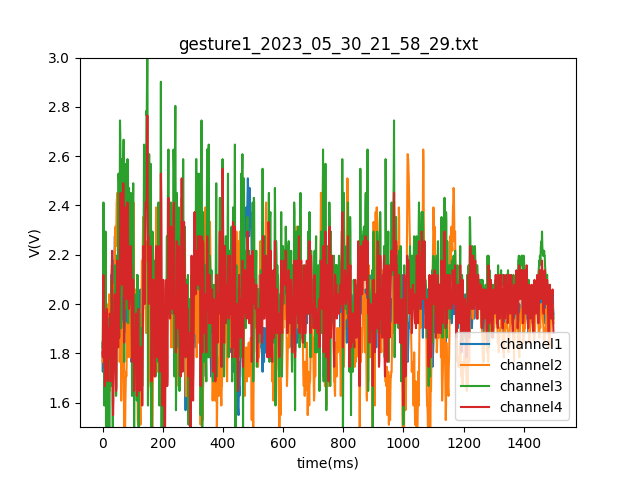 gesture1_2023_05_30_21_58_29.txt
3.0
2.8
2.6
2.4
2.2
2.0
1.8
1.6
V(V)
channel1
channel2
channel3
channel4
0 200 400 600 800 1000 1200 1400
time(ms)